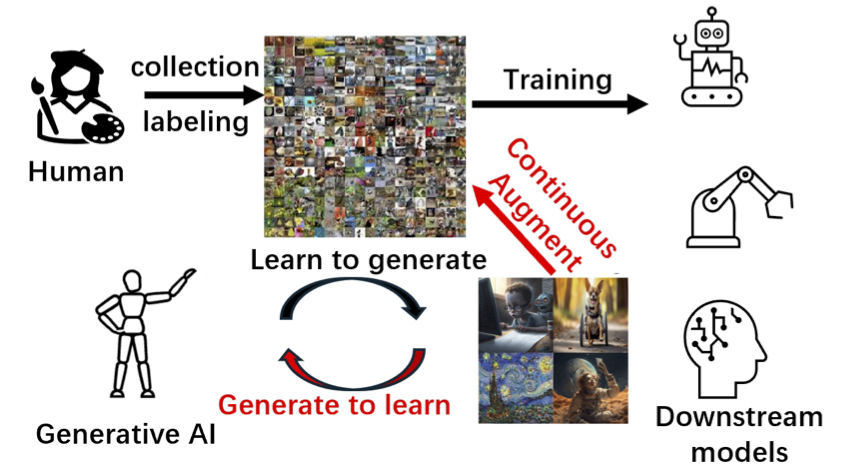 collection
labeling
Human
Training
Continuous
Augment
Learn to generate
Generate to learn
Generative AI
Downstream
models